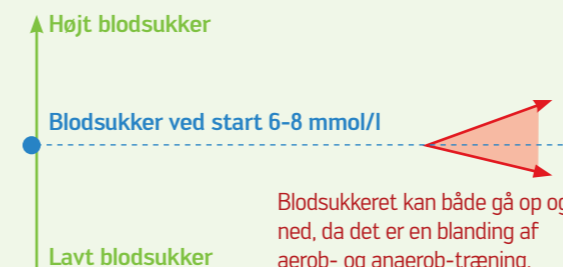 Højt blodsukker
Blodsukker ved start 6-8 mmol/l
Blodsukkeret kan både gå op og
ned, da det er en blanding af
Lavt blodsukker
aerob- og anaerob-træning.